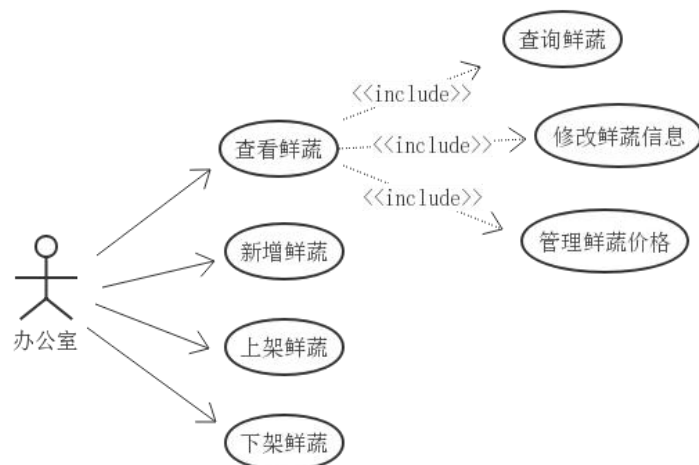 查询鲜蔬
<<include>>
查看鲜蔬
<<include>>
修改鲜蔬信息
<<include>>
管理鲜蔬价格
新增鲜蔬
办公室
上架鲜蔬
下架鲜蔬